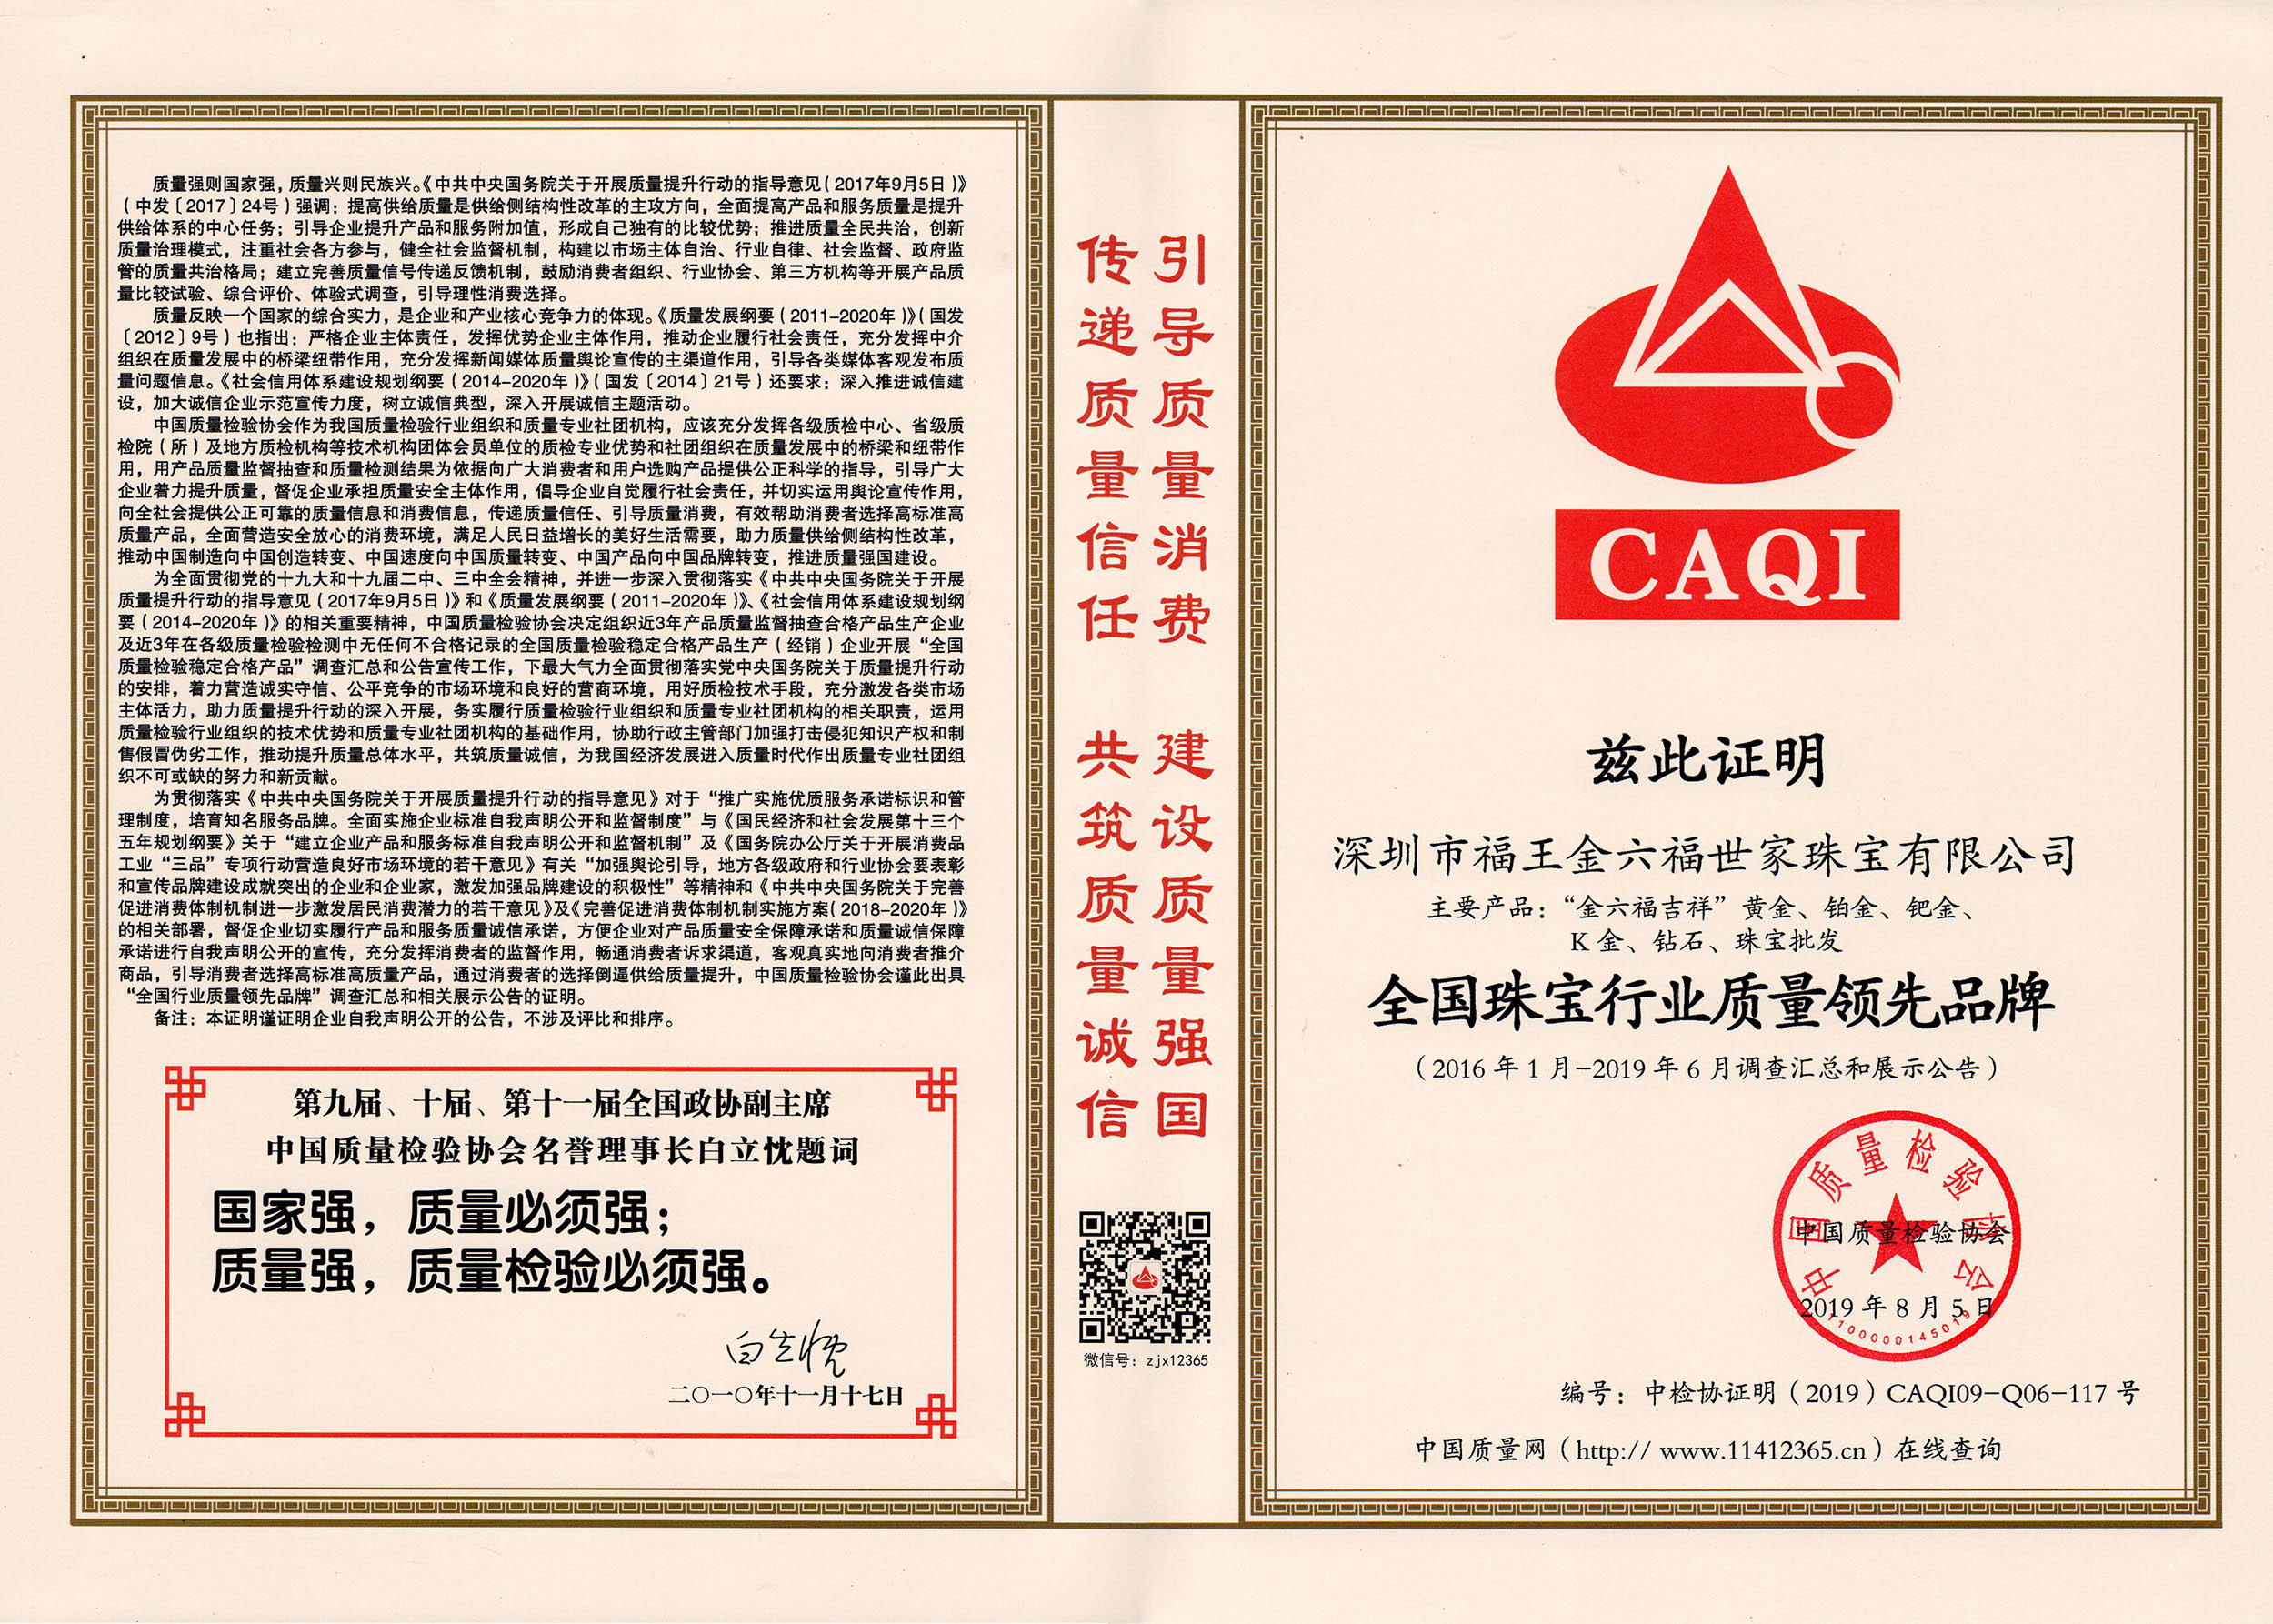 质量强则国家强，质量兴则民族兴。《中共中央国务院关于开展质量提升行动的指导意见（2017年9月5日）》
（中发〔2017〕24号）强调：提高供给质量是供给侧结构性改革的主攻方向，全面提高产品和服务质量是提升
供给体系的中心任务；引导企业提升产品和服务附加值，形成自己独有的比较优势；推进质量全民共治，创新
质量治理模式，注重社会各方参与，健全社会监督机制，构建以市场主体自治、行业自律、社会监督、政府监
管的质量共治格局；建立完善质量信号传递反馈机制，鼓励消费者组织、行业协会、第三方机构等开展产品质
量比较试验、综合评价、体验式调查，引导理性消费选择。
质量反映一个国家的综合实力，是企业和产业核心竞争力的体现。《质量发展纲要（2011-2020年）》（国发
〔2012〕9号）也指出：严格企业主体责任，发挥优势企业主体作用，推动企业履行社会责任，充分发挥中介
组织在质量发展中的桥梁纽带作用，充分发挥新闻媒体质量舆论宣传的主渠道作用，引导各类媒体客观发布质
量问题信息。《社会信用体系建设规划纲要（2014-2020年）》（国发〔2014〕21号）还要求：深入推进诚信建
设，加大诚信企业示范宣传力度，树立诚信典型，深入开展诚信主题活动。
中国质量检验协会作为我国质量检验行业组织和质量专业社团机构，应该充分发挥各级质检中心、省级质
检院（所）及地方质检机构等技术机构团体会员单位的质检专业优势和社团组织在质量发展中的桥梁和纽带作
用，用产品质量监督抽查和质量检测结果为依据向广大消费者和用户选购产品提供公正科学的指导，引导广大
企业着力提升质量，督促企业承担质量安全主体作用，倡导企业自觉履行社会责任，并切实运用舆论宣传作用，
向全社会提供公正可靠的质量信息和消费信息，传递质量信任、引导质量消费，有效帮助消费者选择高标准高
质量产品，全面营造安全放心的消费环境，满足人民日益增长的美好生活需要，助力质量供给侧结构性改革，
推动中国制造向中国创造转变、中国速度向中国质量转变、中国产品向中国品牌转变，推进质量强国建设。
为全面贯彻党的十九大和十九届二中、三中全会精神，并进一步深入贯彻落实《中共中央国务院关于开展
质量提升行动的指导意见（2017年9月5日）》和《质量发展纲要（2011-2020年）》、《社会信用体系建设规划纲
要（2014-2020年）》的相关重要精神，中国质量检验协会决定组织近3年产品质量监督抽查合格产品生产企业
及近3年在各级质量检验检测中无任何不合格记录的全国质量检验稳定合格产品生产（经销）企业开展“全国
质量检验稳定合格产品”调查汇总和公告宣传工作，下最大气力全面贯彻落实党中央国务院关于质量提升行动
的安排，着力营造诚实守信、公平竞争的市场环境和良好的营商环境，用好质检技术手段，充分激发各类市场
主体活力，助力质量提升行动的深入开展，务实履行质量检验行业组织和质量专业社团机构的相关职责，运用
质量检验行业组织的技术优势和质量专业社团机构的基础作用，协助行政主管部门加强打击侵犯知识产权和制
售假冒伪劣工作，推动提升质量总体水平，共筑质量诚信，为我国经济发展进入质量时代作出质量专业社团组
织不可或缺的努力和新贡献。
为贯彻落实《中共中央国务院关于开展质量提升行动的指导意见》对于“推广实施优质服务承诺标识和管
理制度，培育知名服务品牌。全面实施企业标准自我声明公开和监督制度”与《国民经济和社会发展第十三个
五年规划纲要》关于“建立企业产品和服务标准自我声明公开和监督机制”及《国务院办公厅关于开展消费品
工业“三品”专项行动营造良好市场环境的若干意见》有关“加强舆论引导，地方各级政府和行业协会要表彰
和宣传品牌建设成就突出的企业和企业家，激发加强品牌建设的积极性”等精神和《中共中央国务院关于完善
促进消费体制机制进一步激发居民消费潜力的若干意见》及《完善促进消费体制机制实施方案（2018-2020年）》
的相关部署，督促企业切实履行产品和服务质量诚信承诺，方便企业对产品质量安全保障承诺和质量诚信保障
承诺进行自我声明公开的宣传，充分发挥消费者的监督作用，畅通消费者诉求渠道，客观真实地向消费者推介
商品，引导消费者选择高标准高质量产品，通过消费者的选择倒逼供给质量提升，中国质量检验协会谨此出具
“全国行业质量领先品牌”调查汇总和相关展示公告的证明。
备注：本证明谨证明企业自我声明公开的公告，不涉及评比和排序。
第九届、十届、第十一届全国政协副主席
中国质量检验协会名誉理事长白立忱题词
国家强，质量必须强；
质量强，质量检验必须强。
白立忱
二〇一〇年十一月十七日
引导质量消费 建设质量强国
传递质量信任 共筑质量诚信
微信号：zjx12365
CAQI
兹此证明
深圳市福王金六福世家珠宝有限公司
主要产品：“金六福吉祥”黄金、铂金、钯金、
K金、钻石、珠宝批发
全国珠宝行业质量领先品牌
（2016年1月-2019年6月调查汇总和展示公告）
中国质量检验协会
中国质量检验协会
2019年8月5日
1100000145019
编号：中检协证明（2019）CAQI09-Q06-117号
中国质量网（http:// www.11412365.cn）在线查询